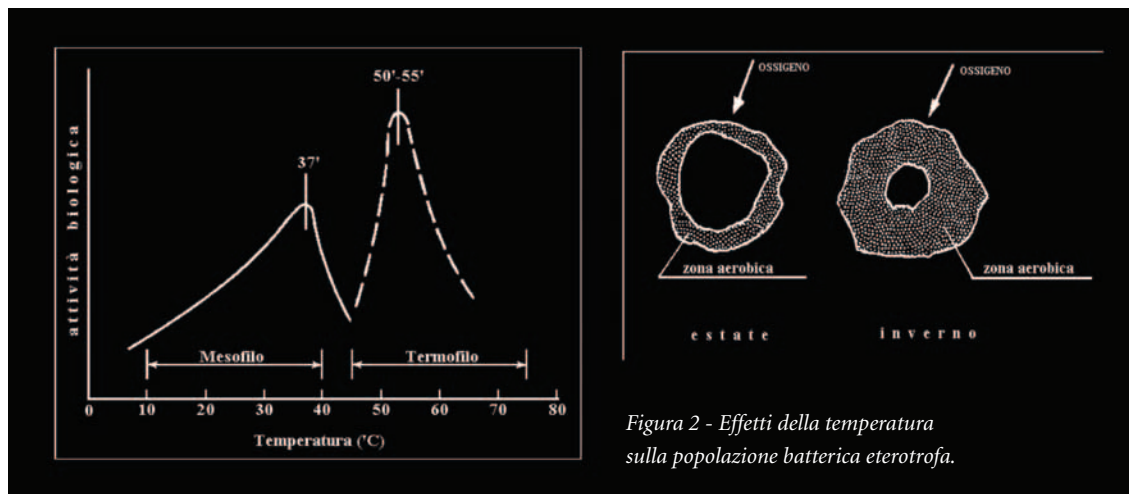 50'-55'
37'
attività biologica
Mesofilo
Termofilo
0 10 20 30 40 50 60 70 80
Temperatura (°C)
OSSIGENO
OSSIGENO
zona aerobica
zona aerobica
estate
inverno
Figura 2 - Effetti della temperatura
sulla popolazione batterica eterotrofa.